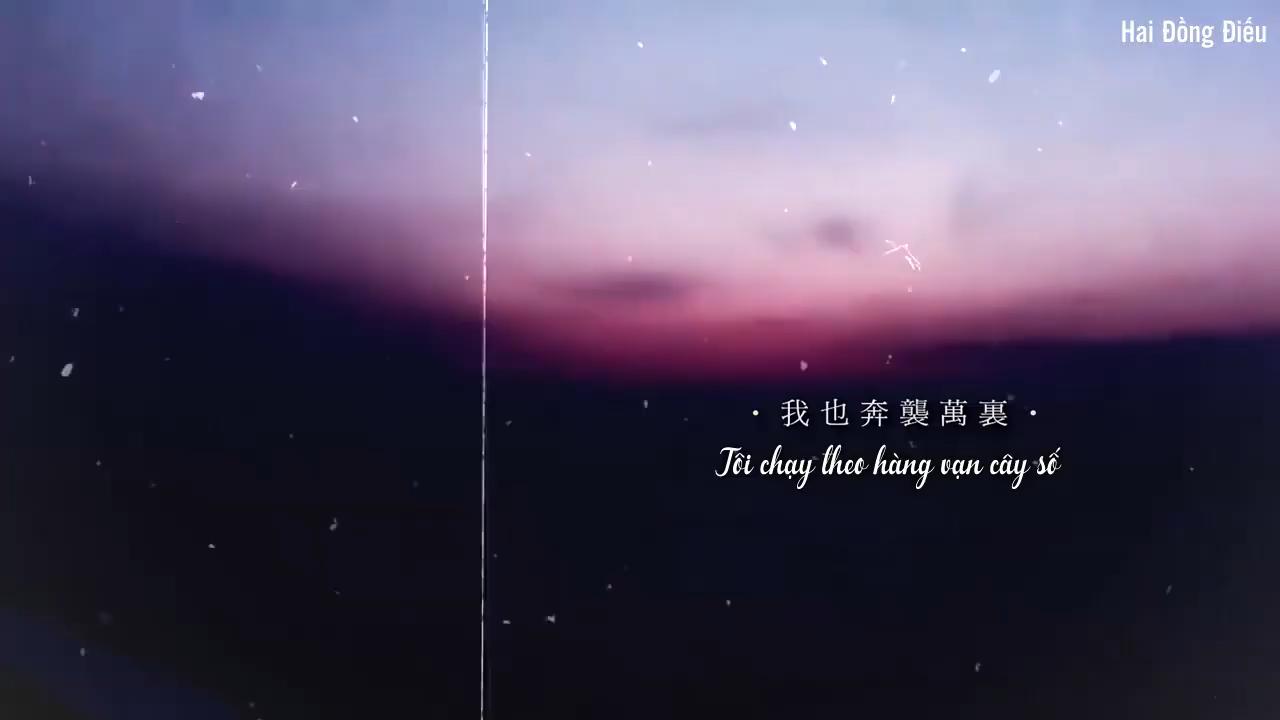 Hai Đồng Điếu
· 我也奔襲萬裏 ·
Tôi chạy theo hàng vạn cây số